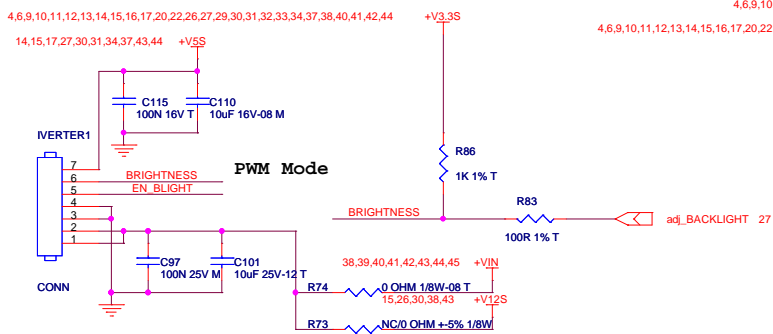 4,6,9,10,11,12,13,14,15,16,17,20,22,26,27,29,30,31,32,33,34,37,38,40,41,42,44 +V3.3S 4,6,9,10
14,15,17,27,30,31,34,37,43,44 +V5S 4,6,9,10,11,12,13,14,15,16,17,20,22
C115
100N 16V T
C110
10uF 16V-08 M
IVERTER1
PWM Mode
7
6 BRIGHTNESS
5 EN_BLIGHT
4
3
2
1
R86
1K 1% T
BRIGHTNESS
R83
100R 1% T
adj_BACKLIGHT 27
C97
100N 25V M
C101
10uF 25V-12 T
CONN
38,39,40,41,42,43,44,45 +VIN
R74 0 OHM 1/8W-08 T
15,26,30,38,43 +V12S
R73 NC/0 OHM +-5% 1/8W